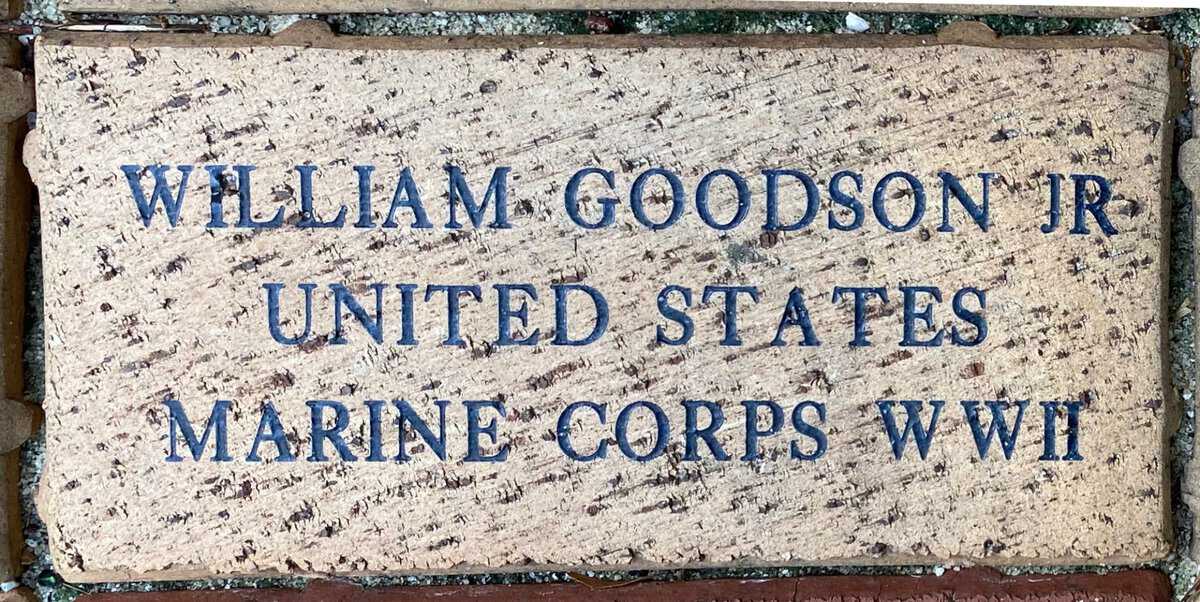 WILLIAM GOODSON JR
UNITED STATES
MARINE CORPS WWII